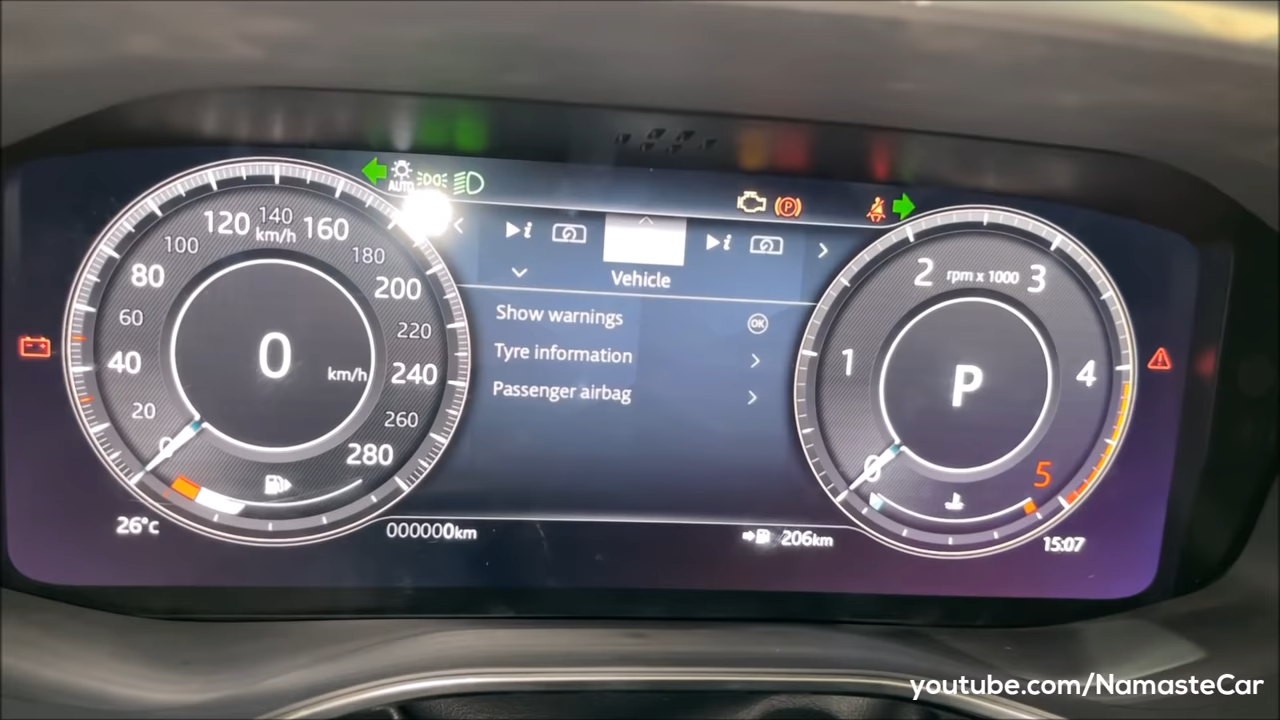 120 140 160
km/h
100 180
80 200
60 220
0 km/h
40 240
20 260
0 280
AUTO
Vehicle
Show warnings OK
Tyre information
Passenger airbag
2 rpm x 1000 3
1 4
P
0 5
26°c 000000km 206km 15:07
youtube.com/NamasteCar